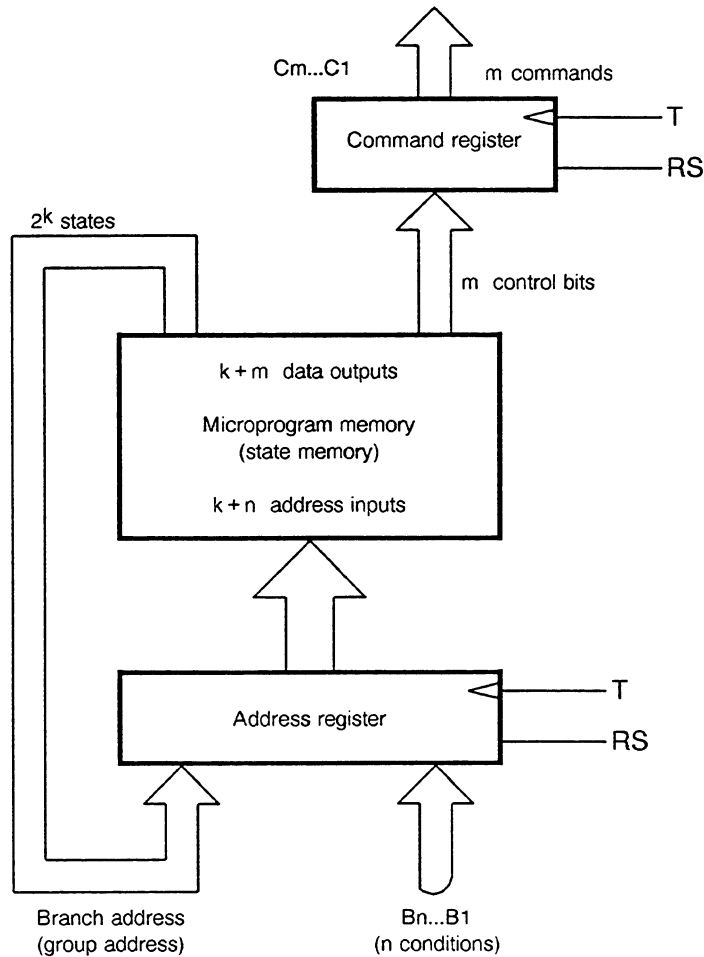 Cm...C1
m commands
Command register
T
RS
2k states
m control bits
k + m data outputs
Microprogram memory
(state memory)
k + n address inputs
Address register
T
RS
Branch address
(group address)
Bn...B1
(n conditions)